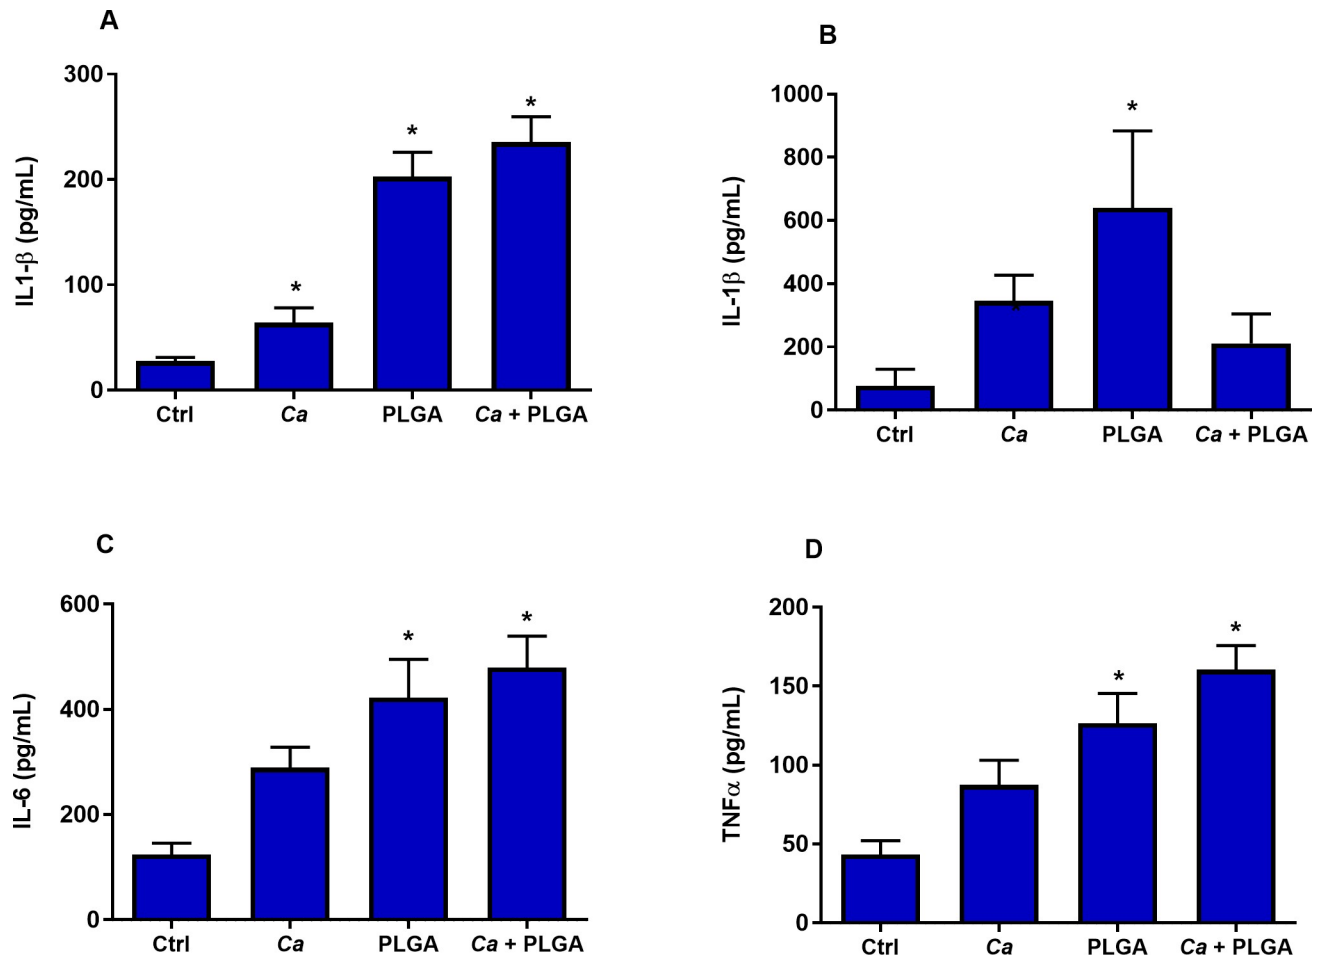 A
IL1-β (pg/mL)
300
200
100
0
*
*
*
Ctrl
Ca
PLGA
Ca + PLGA
B
IL-1β (pg/mL)
1000
800
600
400
200
0
*
*
Ctrl
Ca
PLGA
Ca + PLGA
C
IL-6 (pg/mL)
600
400
200
0
*
*
Ctrl
Ca
PLGA
Ca + PLGA
D
TNFα (pg/mL)
200
150
100
50
0
*
*
Ctrl
Ca
PLGA
Ca + PLGA